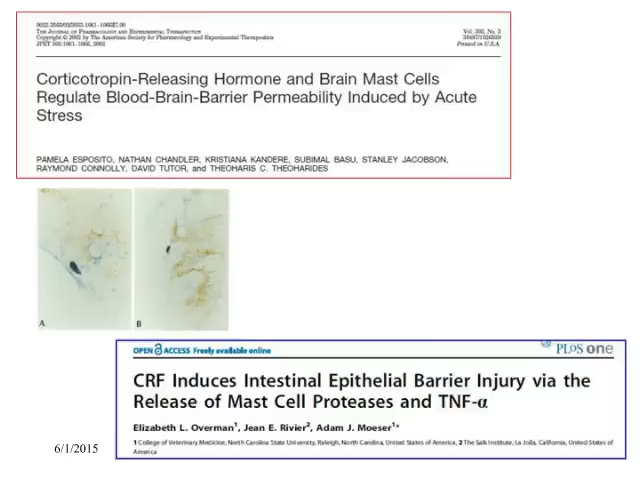 THE JOURNAL OF PHARMACOLOGY AND EXPERIMENTAL THERAPEUTICS
Vol. 303, No. 3
Copyright © 2002 by The American Society for Pharmacology and Experimental Therapeutics
JPET 303:1061–1066, 2002
Printed in U.S.A.
Corticotropin-Releasing Hormone and Brain Mast Cells
Regulate Blood-Brain-Barrier Permeability Induced by Acute
Stress
PAMELA ESPOSITO, NATHAN CHANDLER, KRISTIANA KANDERE, SUBIMAL BASU, STANLEY JACOBSON,
RAYMOND CONNOLLY, DAVID TUTOR, and THEOHARIS C. THEOHARIDES
A B
OPEN ACCESS Freely available online
PLoS one
CRF Induces Intestinal Epithelial Barrier Injury via the
Release of Mast Cell Proteases and TNF-α
Elizabeth L. Overman1, Jean E. Rivier2, Adam J. Moeser1*
1 College of Veterinary Medicine, North Carolina State University, Raleigh, North Carolina, United States of America, 2 The Salk Institute, La Jolla, California, United States of
America
6/1/2015